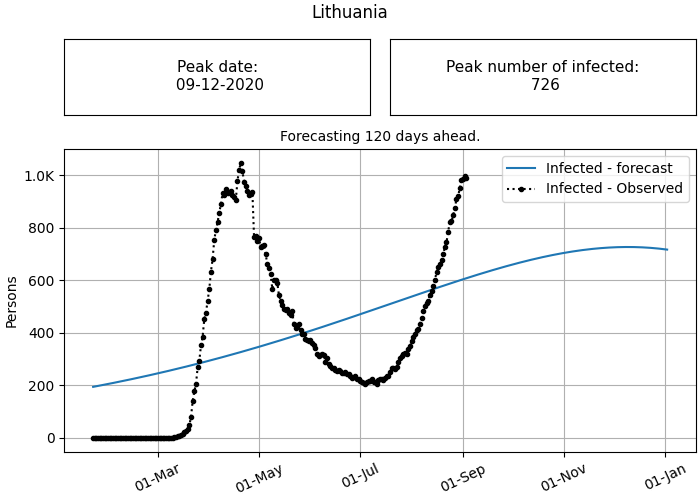 Lithuania
Peak date:
09-12-2020
Peak number of infected:
726
Forecasting 120 days ahead.
Infected - forecast
Infected - Observed
1.0K
800
600
400
200
0
Persons
01-Mar
01-May
01-Jul
01-Sep
01-Nov
01-Jan